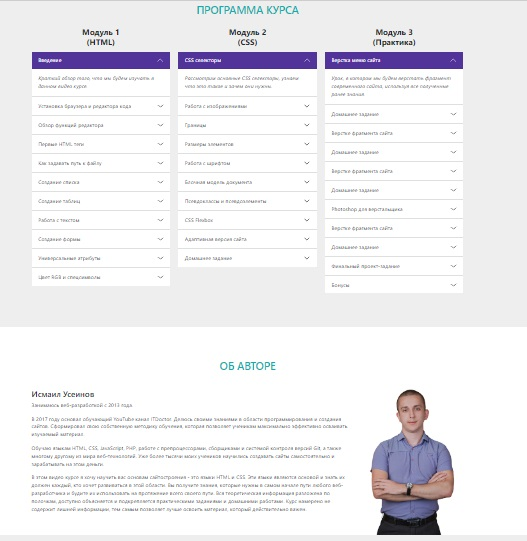 ПРОГРАММА КУРСА
Модуль 1
(HTML)
Введение
Краткий обзор того, что мы будем изучать в
данном видео курсе.
Установка браузера и редактора кода
Обзор функций редактора
Первые HTML теги
Как задавать путь к файлу
Создание списка
Создание таблиц
Работа с текстом
Создание формы
Универсальные атрибуты
Цвет RGB и спецсимволы
Модуль 2
(CSS)
CSS селекторы
Рассмотрим основные CSS селекторы, узнаем
что это такое и зачем они нужны.
Работа с изображениями
Границы
Размеры элементов
Работа с шрифтом
Блочная модель документа
Псевдоклассы и псевдоэлементы
CSS Flexbox
Адаптивная версия сайта
Домашнее задание
Модуль 3
(Практика)
Верстка меню сайта
Урок, в котором мы будем верстать фрагмент
современного сайта, используя все полученные
ранее знания.
Домашнее задание
Верстка фрагмента сайта
Домашнее задание
Верстка фрагмента сайта
Домашнее задание
Photoshop для верстальщика
Верстка фрагмента сайта
Домашнее задание
Финальный проект-задание
Бонусы
ОБ АВТОРЕ
Исмаил Усеинов
Занимаюсь веб-разработкой с 2013 года
В 2017 году основал обучающий YouTube-канал ITDoctor. Делюсь своими знаниями в области программирования и создания
сайтов. Сформировал свою собственную методику обучения, которая позволяет ученикам максимально эффективно осваивать
изучаемый материал.
Обучаю языкам HTML, CSS, JavaScript, PHP, работе с препроцессорами, сборщиками и системой контроля версий Git, а также
многому другому из мира веб-технологий. Уже более тысячи моих учеников научились создавать сайты самостоятельно и
зарабатывать на этом деньги.
В этом видео курсе я хочу научить вас основам сайтостроения - это языки HTML и CSS. Эти языки являются основой и знать их
должен каждый, кто хочет развиваться в этой области. Вы получите знания, которые нужны в самом начале пути любого веб-
разработчика и будете их использовать на протяжение всего своего пути. Вся теоретическая информация разложена по
полочкам, доступно объясняется и подкрепляется практическими заданиями и домашними работами. Курс намерено не
содержит лишней информации, тем самым позволяет лучше освоить материал, который действительно важен.